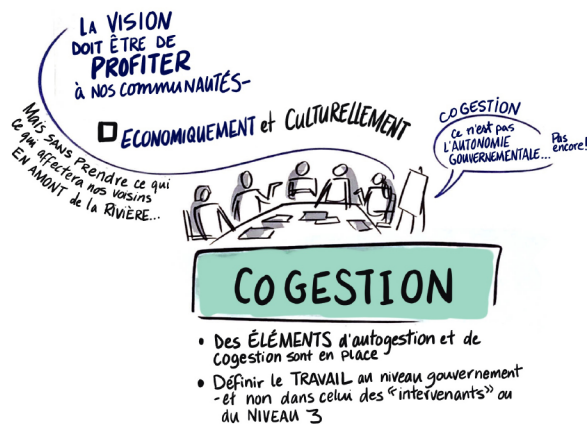 LA VISION
DOIT ÊTRE DE
PROFITER
à NOS COMMUNAUTÉS-
ECONOMIQUEMENT et CULTURELLEMENT
Mais SANS PRENDRE ce qui
ce qui affectera nos voisins
EN AMONT de la RIVIÈRE...
COGESTION
Ce n'est pas
L'AUTONOMIE
GOUVERNEMENTALE...
Pas
encore!
COGESTION
• Des ÉLÉMENTS d'autogestion et de
cogestion sont en place
• Définir le TRAVAIL au niveau gouvernement
- et non dans celui des "intervenants" ou
du NIVEAU 3